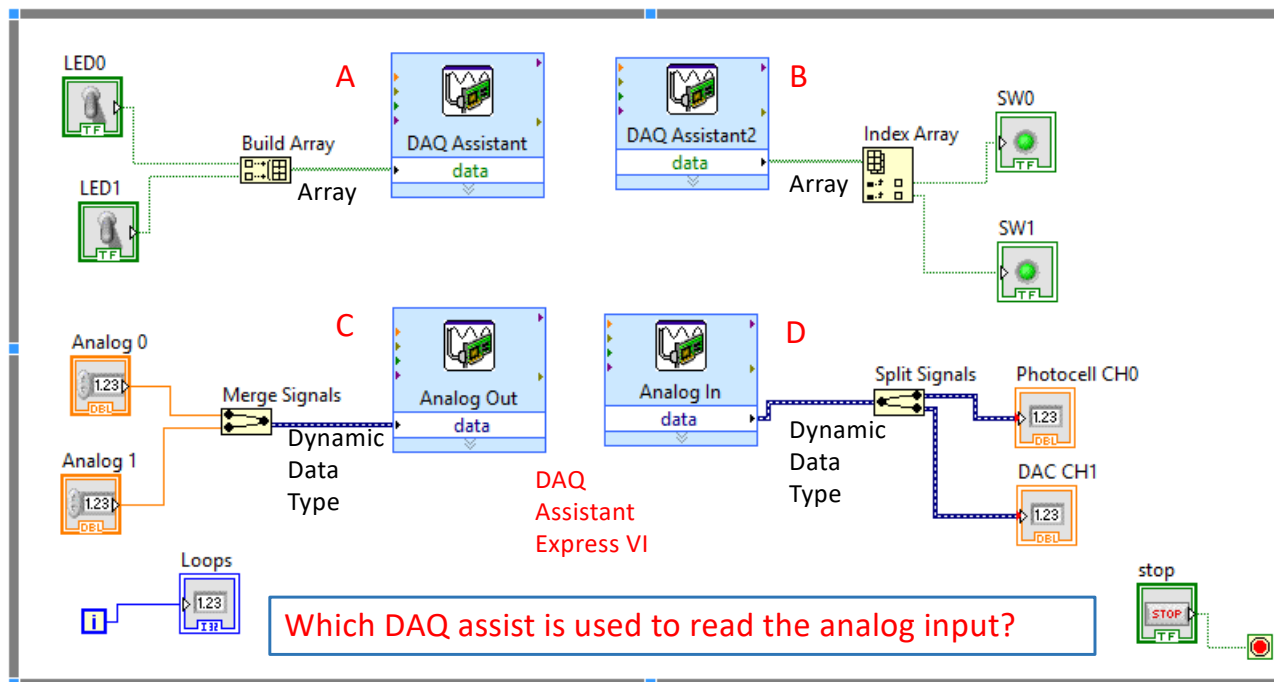 LED0
TF
LED1
TF
Build Array
Array
A
DAQ Assistant
data
B
DAQ Assistant2
data
Array
Index Array
SW0
TF
SW1
TF
Analog 0
1.23
DBL
Analog 1
1.23
DBL
Merge Signals
Dynamic
Data
Type
C
Analog Out
data
DAQ
Assistant
Express VI
D
Analog In
data
Dynamic
Data
Type
Split Signals
Photocell CH0
1.23
DBL
DAC CH1
1.23
DBL
Loops
i
1.23
I32
Which DAQ assist is used to read the analog input?
stop
STOP
TF